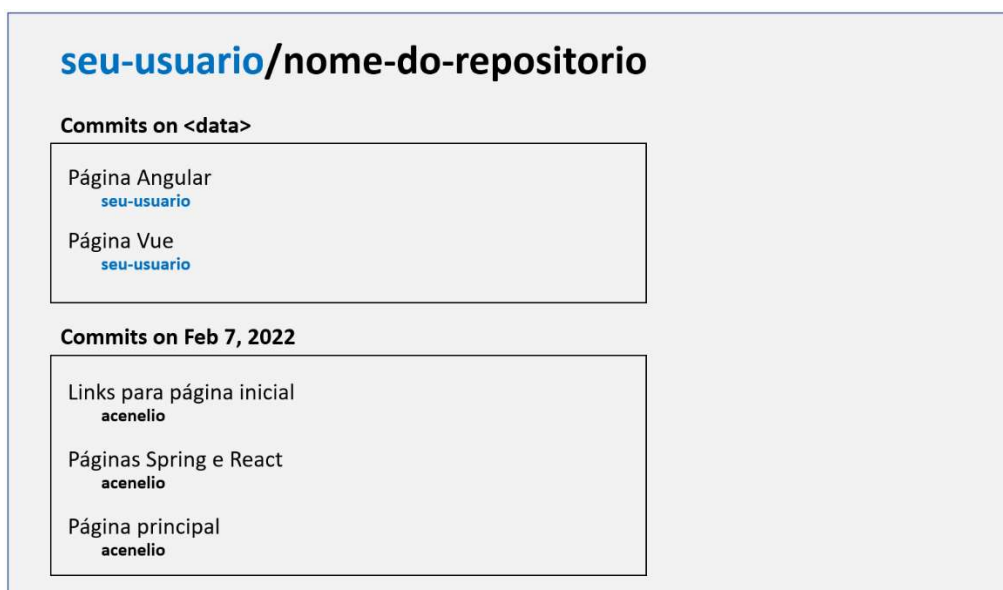 seu-usuario/nome-do-repositorio
Commits on <data>
Página Angular
seu-usuario
Página Vue
seu-usuario
Commits on Feb 7, 2022
Links para página inicial
acenelio
Páginas Spring e React
acenelio
Página principal
acenelio